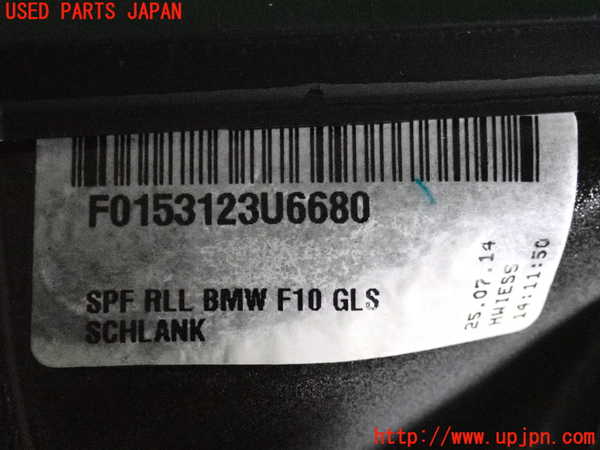 USED PARTS JAPAN
F0153123U6680
SPF RLL BMW F10 GLS
SCHLANK
25.07.14
HWIESS
14:11:50
http://www.upjpn.com